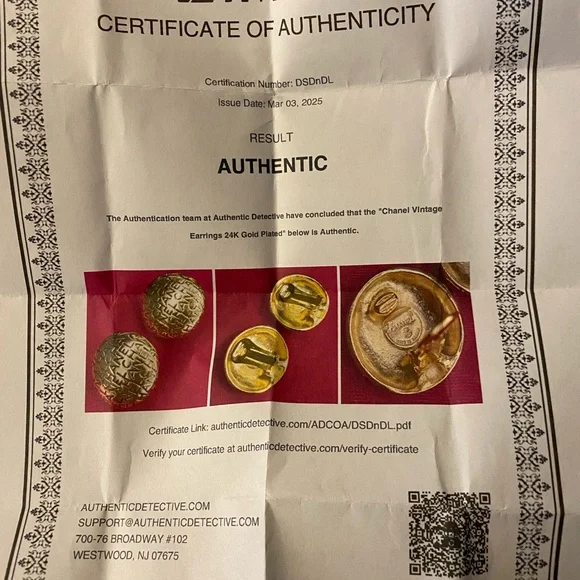 CERTIFICATE OF AUTHENTICITY
Certification Number: DSDnDL
Issue Date: Mar 03, 2025
RESULT
AUTHENTIC
The Authentication team at Authentic Detective have concluded that the "Chanel Vintage
Earrings 24K Gold Plated" below is Authentic.
Certificate Link: authenticdetective.com/ADCOA/DSDnDL.pdf
Verify your certificate at authenticdetective.com/verify-certificate
AUTHENTICDETECTIVE.COM
SUPPORT@AUTHENTICDETECTIVE.COM
700-76 BROADWAY #102
WESTWOOD, NJ 07675